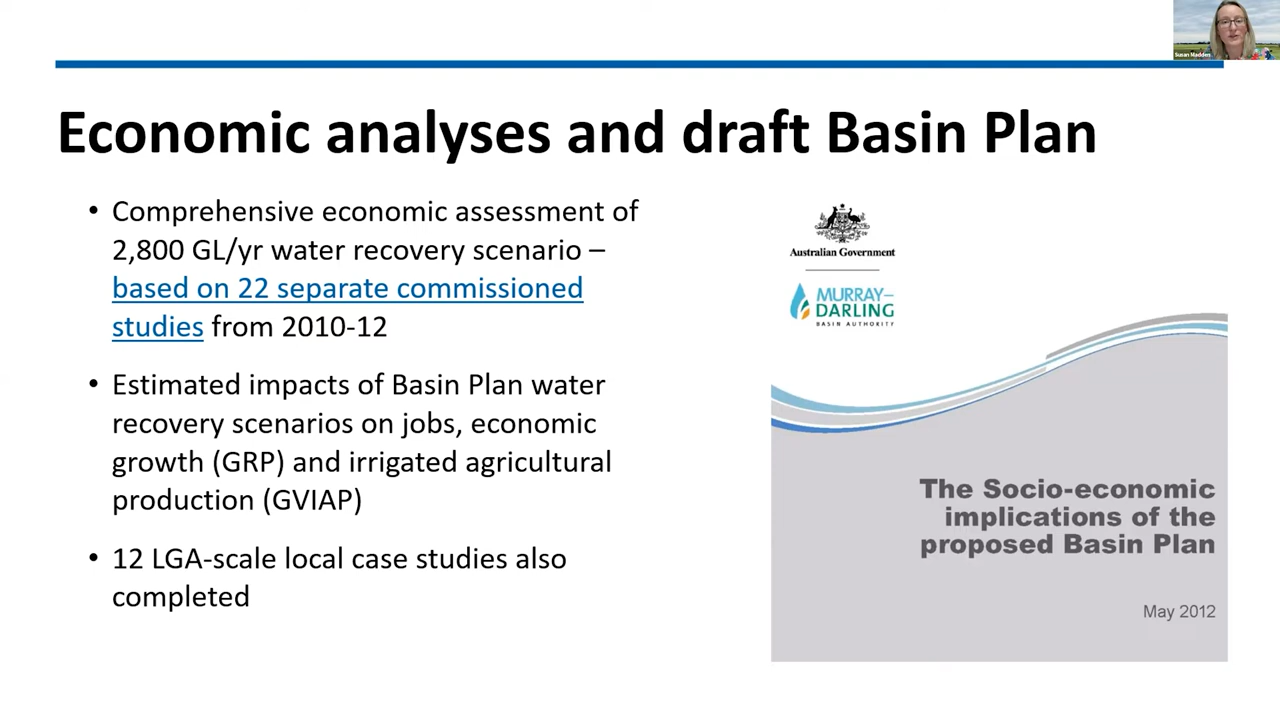 Susan Madden
Economic analyses and draft Basin Plan
• Comprehensive economic assessment of
2,800 GL/yr water recovery scenario –
based on 22 separate commissioned
studies from 2010-12
• Estimated impacts of Basin Plan water
recovery scenarios on jobs, economic
growth (GRP) and irrigated agricultural
production (GVIAP)
• 12 LGA-scale local case studies also
completed
Australian Government
MURRAY–
DARLING
BASIN AUTHORITY
The Socio-economic
implications of the
proposed Basin Plan
May 2012